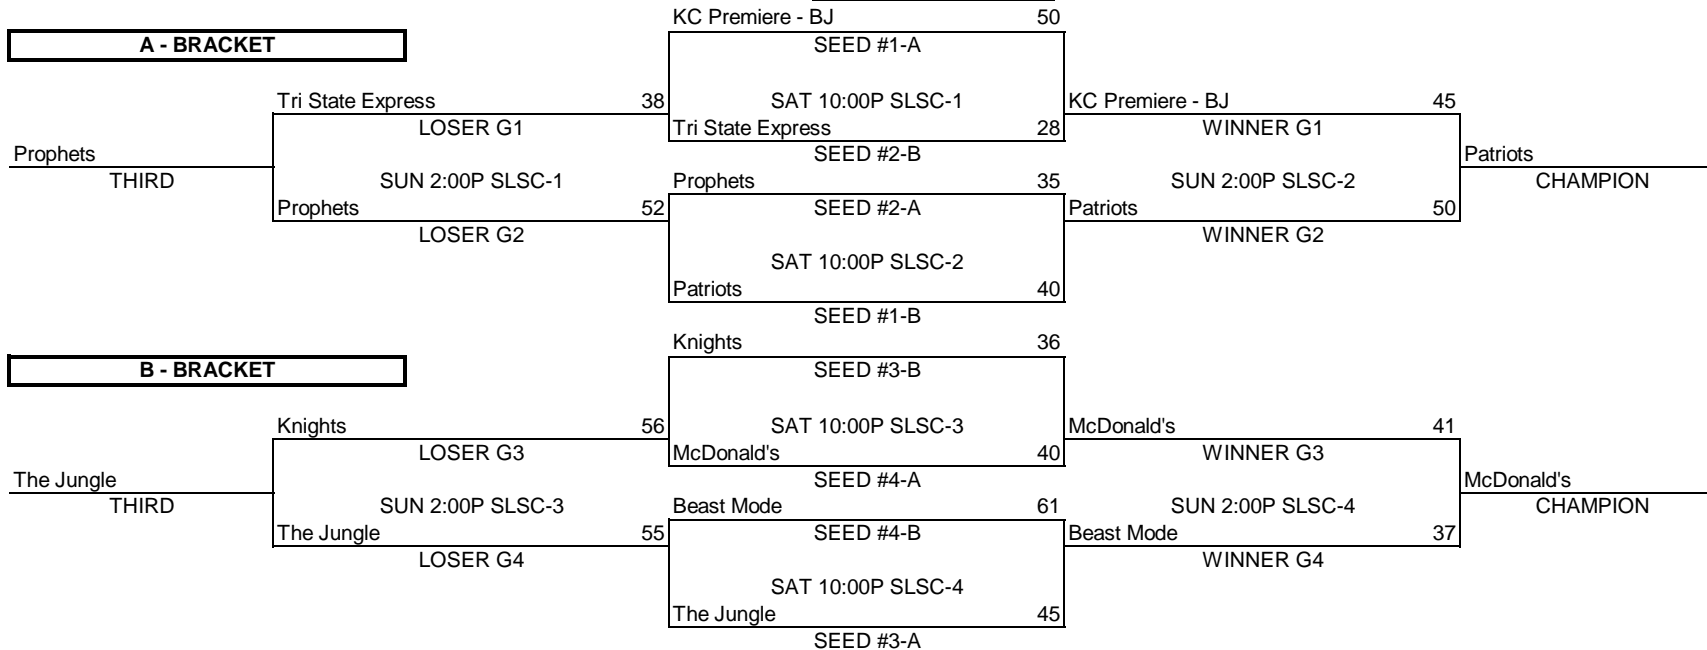 KC Premiere - BJ 50
A - BRACKET SEED #1-A
Tri State Express 38 SAT 10:00P SLSC-1 KC Premiere - BJ 45
LOSER G1 Tri State Express 28 WINNER G1
Prophets SEED #2-B Patriots
THIRD SUN 2:00P SLSC-1 Prophets 35 SUN 2:00P SLSC-2 CHAMPION
Prophets 52 SEED #2-A Patriots 50
LOSER G2 WINNER G2
SAT 10:00P SLSC-2
Patriots 40
SEED #1-B
Knights 36
B - BRACKET SEED #3-B
Knights 56 SAT 10:00P SLSC-3 McDonald's 41
LOSER G3 McDonald's 40 WINNER G3
The Jungle SEED #4-A McDonald's
THIRD SUN 2:00P SLSC-3 Beast Mode 61 SUN 2:00P SLSC-4 CHAMPION
The Jungle 55 SEED #4-B Beast Mode 37
LOSER G4 WINNER G4
SAT 10:00P SLSC-4
The Jungle 45
SEED #3-A